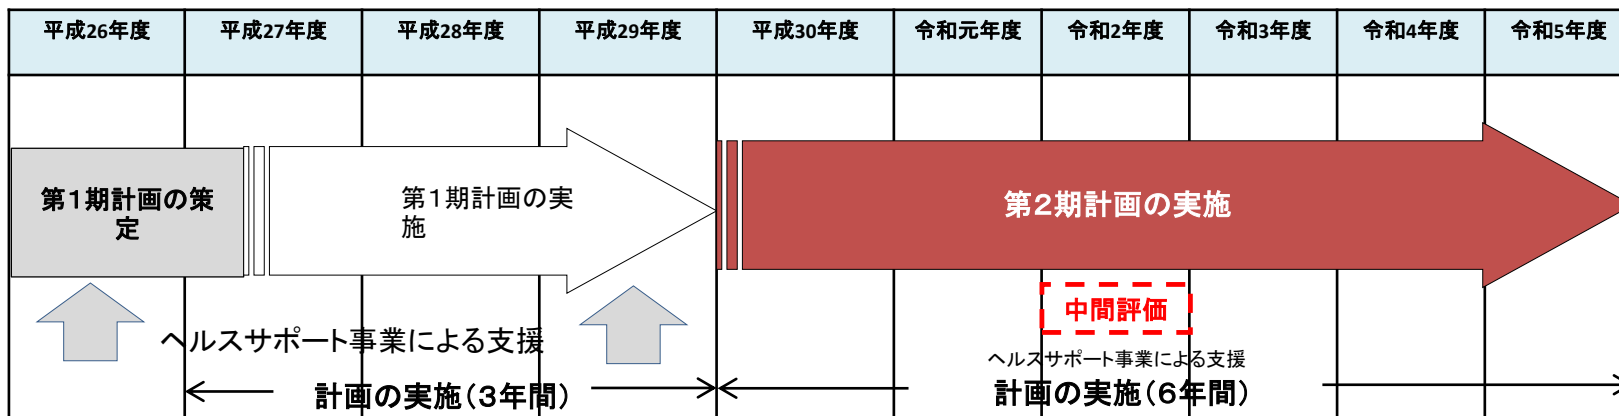 平成26年度 平成27年度 平成28年度 平成29年度 平成30年度 令和元年度 令和2年度 令和3年度 令和4年度 令和5年度
第1期計画の策
定
第1期計画の実
施
第2期計画の実施
中間評価
ヘルスサポート事業による支援
ヘルスサポート事業による支援
計画の実施(3年間)
計画の実施(6年間)